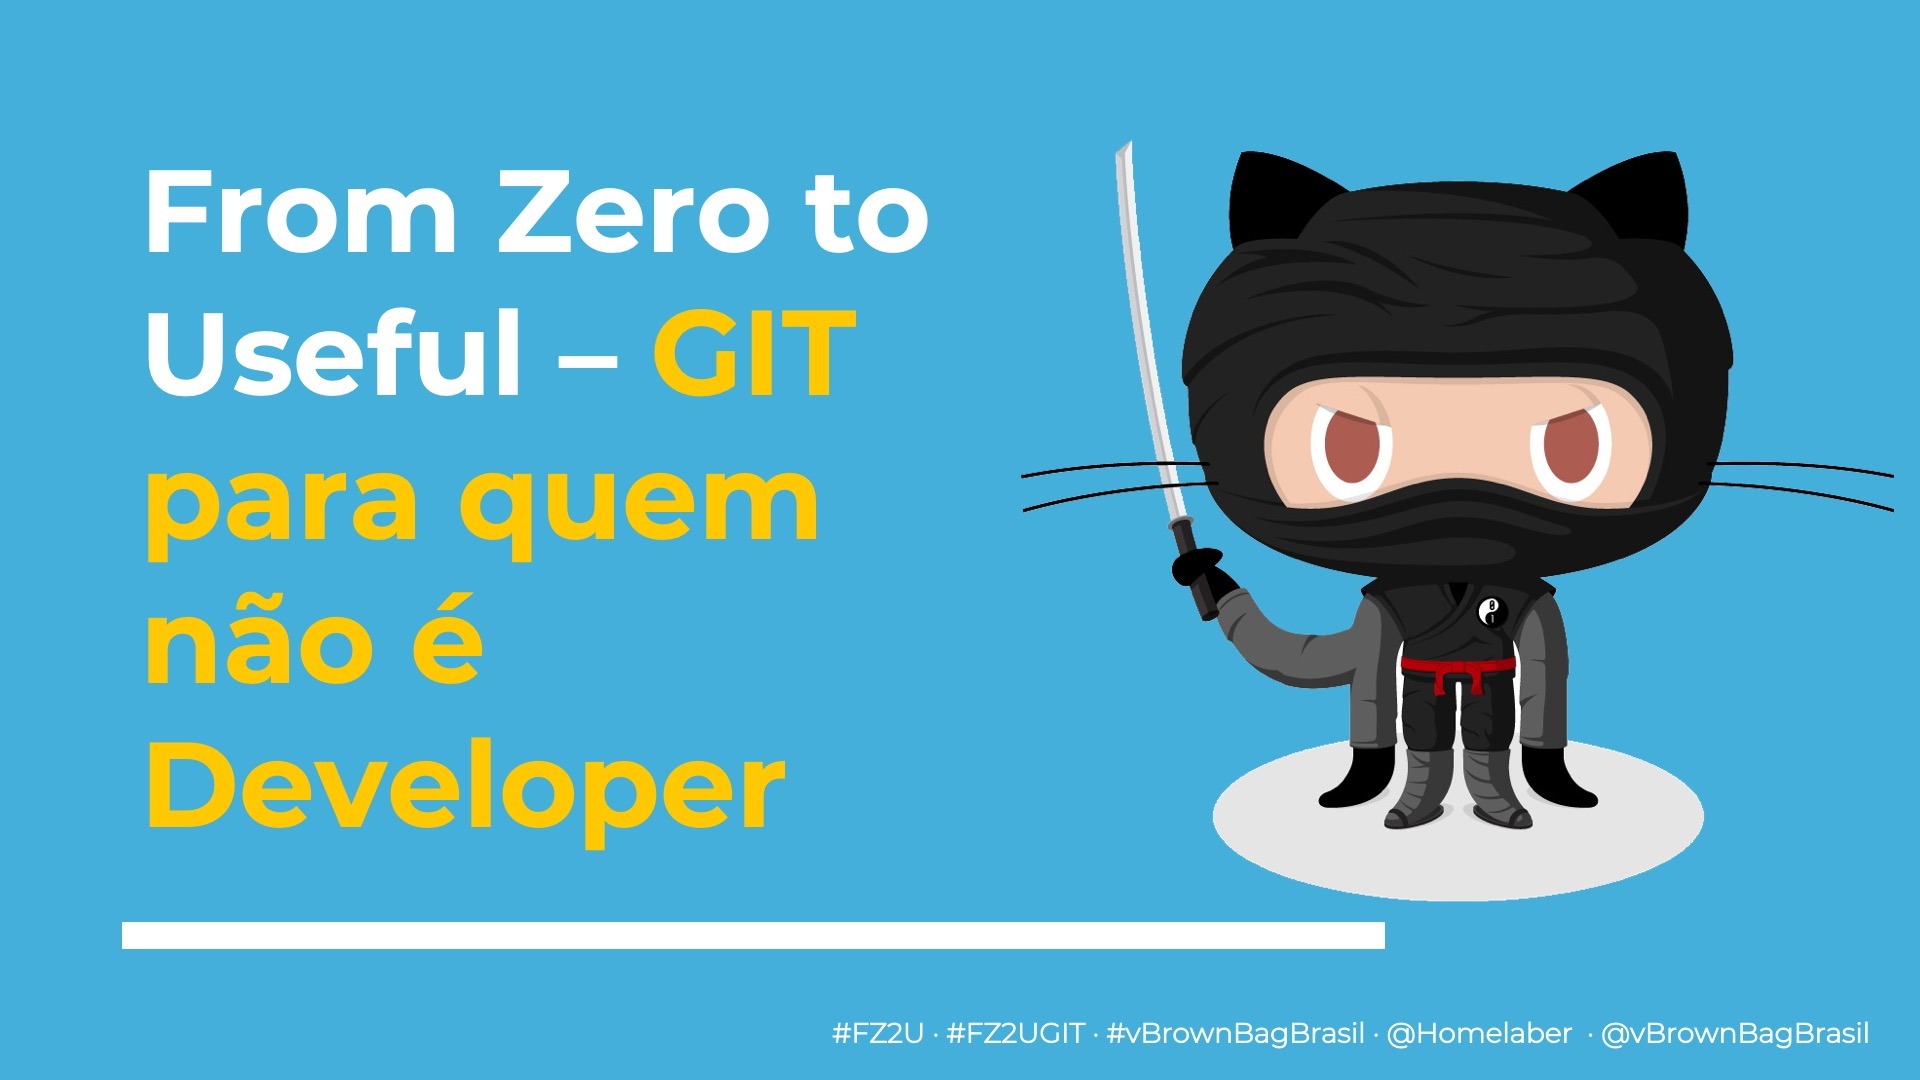 From Zero to
Useful – GIT
para quem
não é
Developer
#FZ2U · #FZ2UGIT · #vBrownBagBrasil · @Homelaber · @vBrownBagBrasil